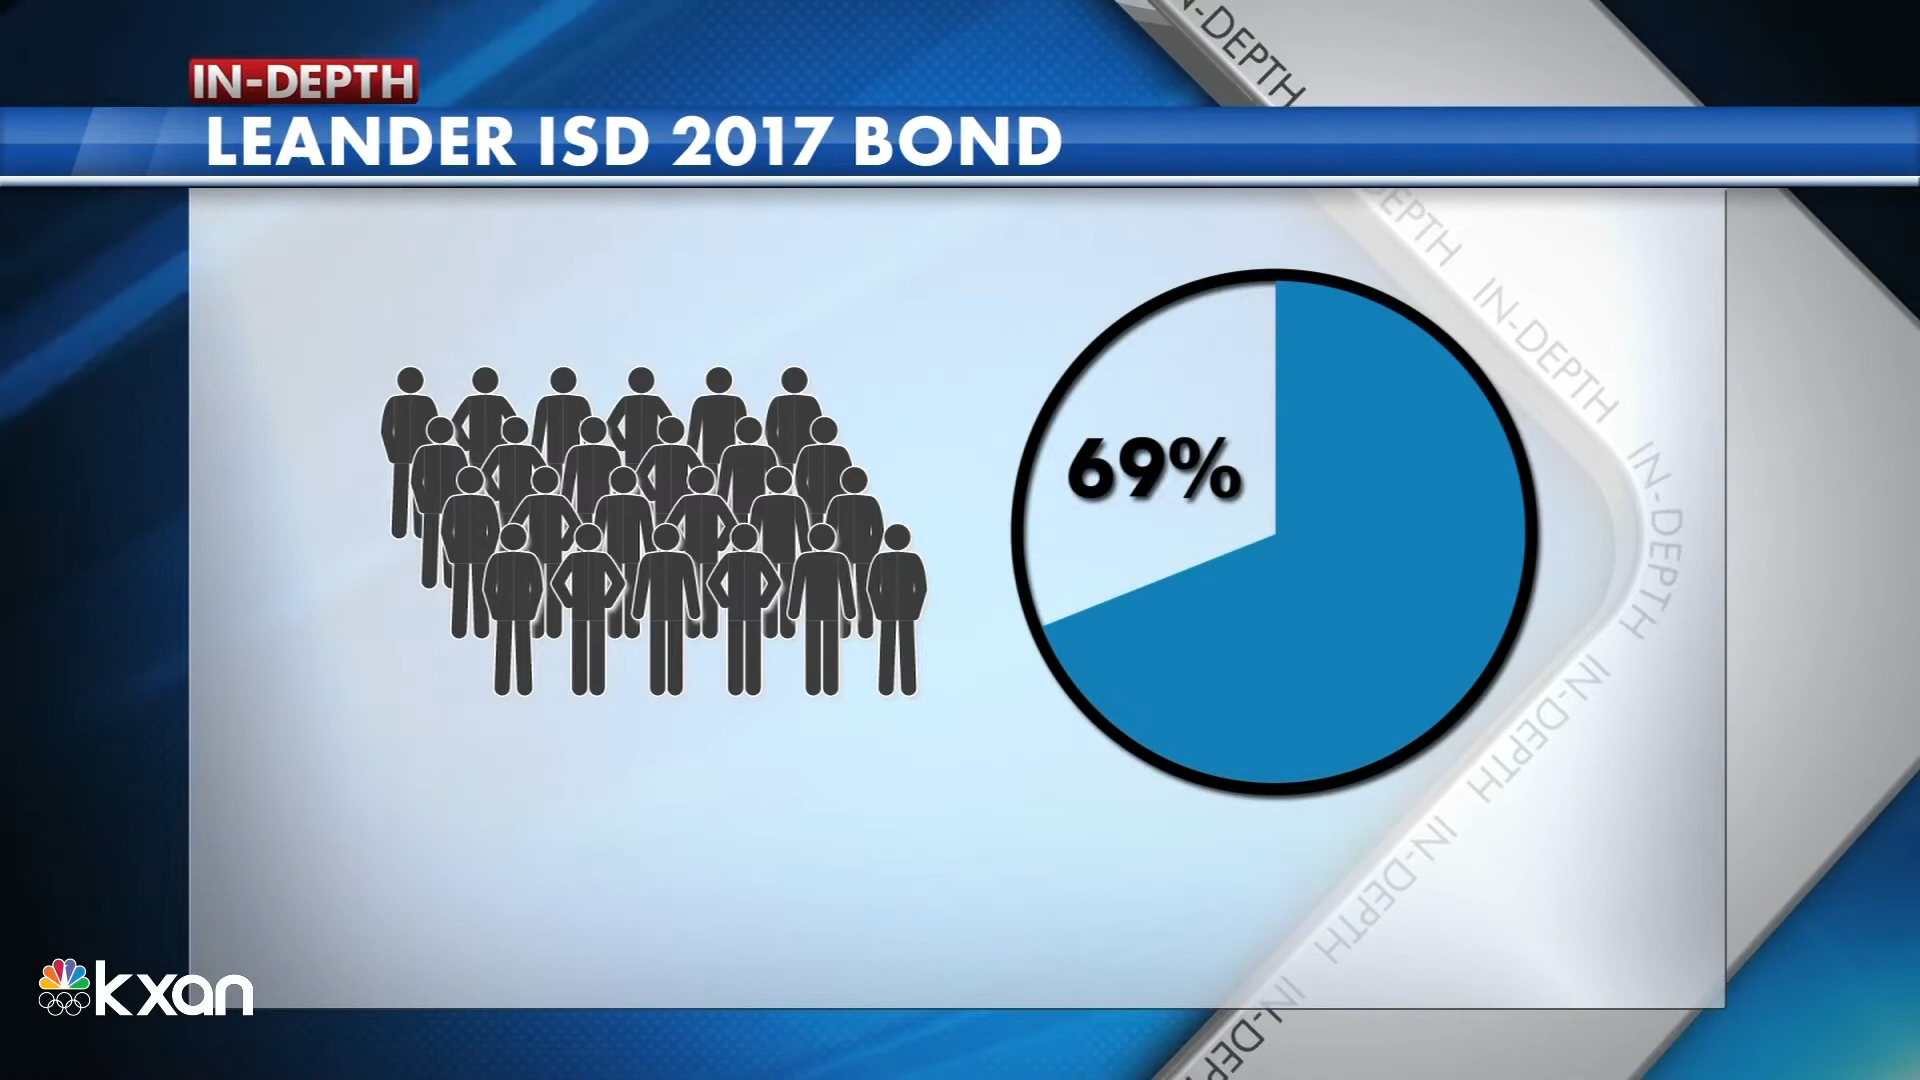 IN-DEPTH
LEANDER ISD 2017 BOND
69%
kxan
N-DEPTH
DEPTH
IN-DEPTH
IN-DEPTH
IN-DEPTH
IN-DEPTH
IN-DEPTH